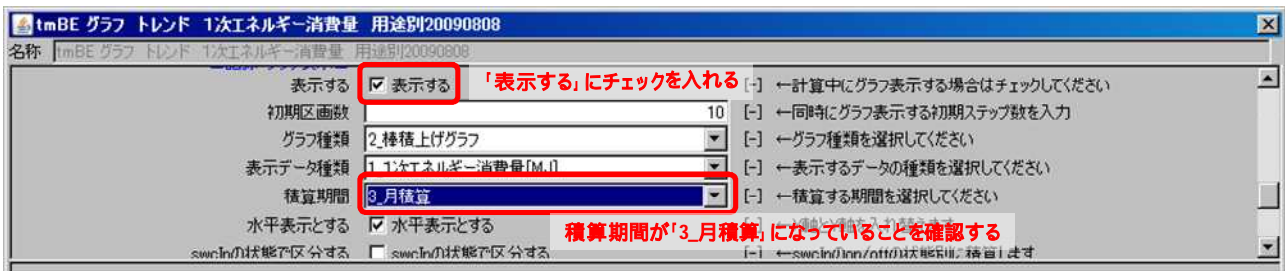 tmBE グラフ トレンド 1次エネルギー消費量 用途別20090808
名称 tmBE グラフ トレンド 1次エネルギー消費量 用途別20090808
表示する 表示する 「表示する」にチェックを入れる [-] ←計算中にグラフ表示する場合はチェックしてください
初期区画数 10 [-] ←同時にグラフ表示する初期ステップ数を入力
グラフ種類 2_棒積上げグラフ [-] ←グラフ種類を選択してください
表示データ種類 1_1次エネルギー消費量[MJ] [-] ←表示するデータの種類を選択してください
積算期間 3_月積算 [-] ←積算する期間を選択してください
水平表示とする 水平表示とする
積算期間が「3_月積算」になっていることを確認する
swcInの状態で区分する swcInの状態で区分する [-] ←swcInのon/offの状態別に積算します